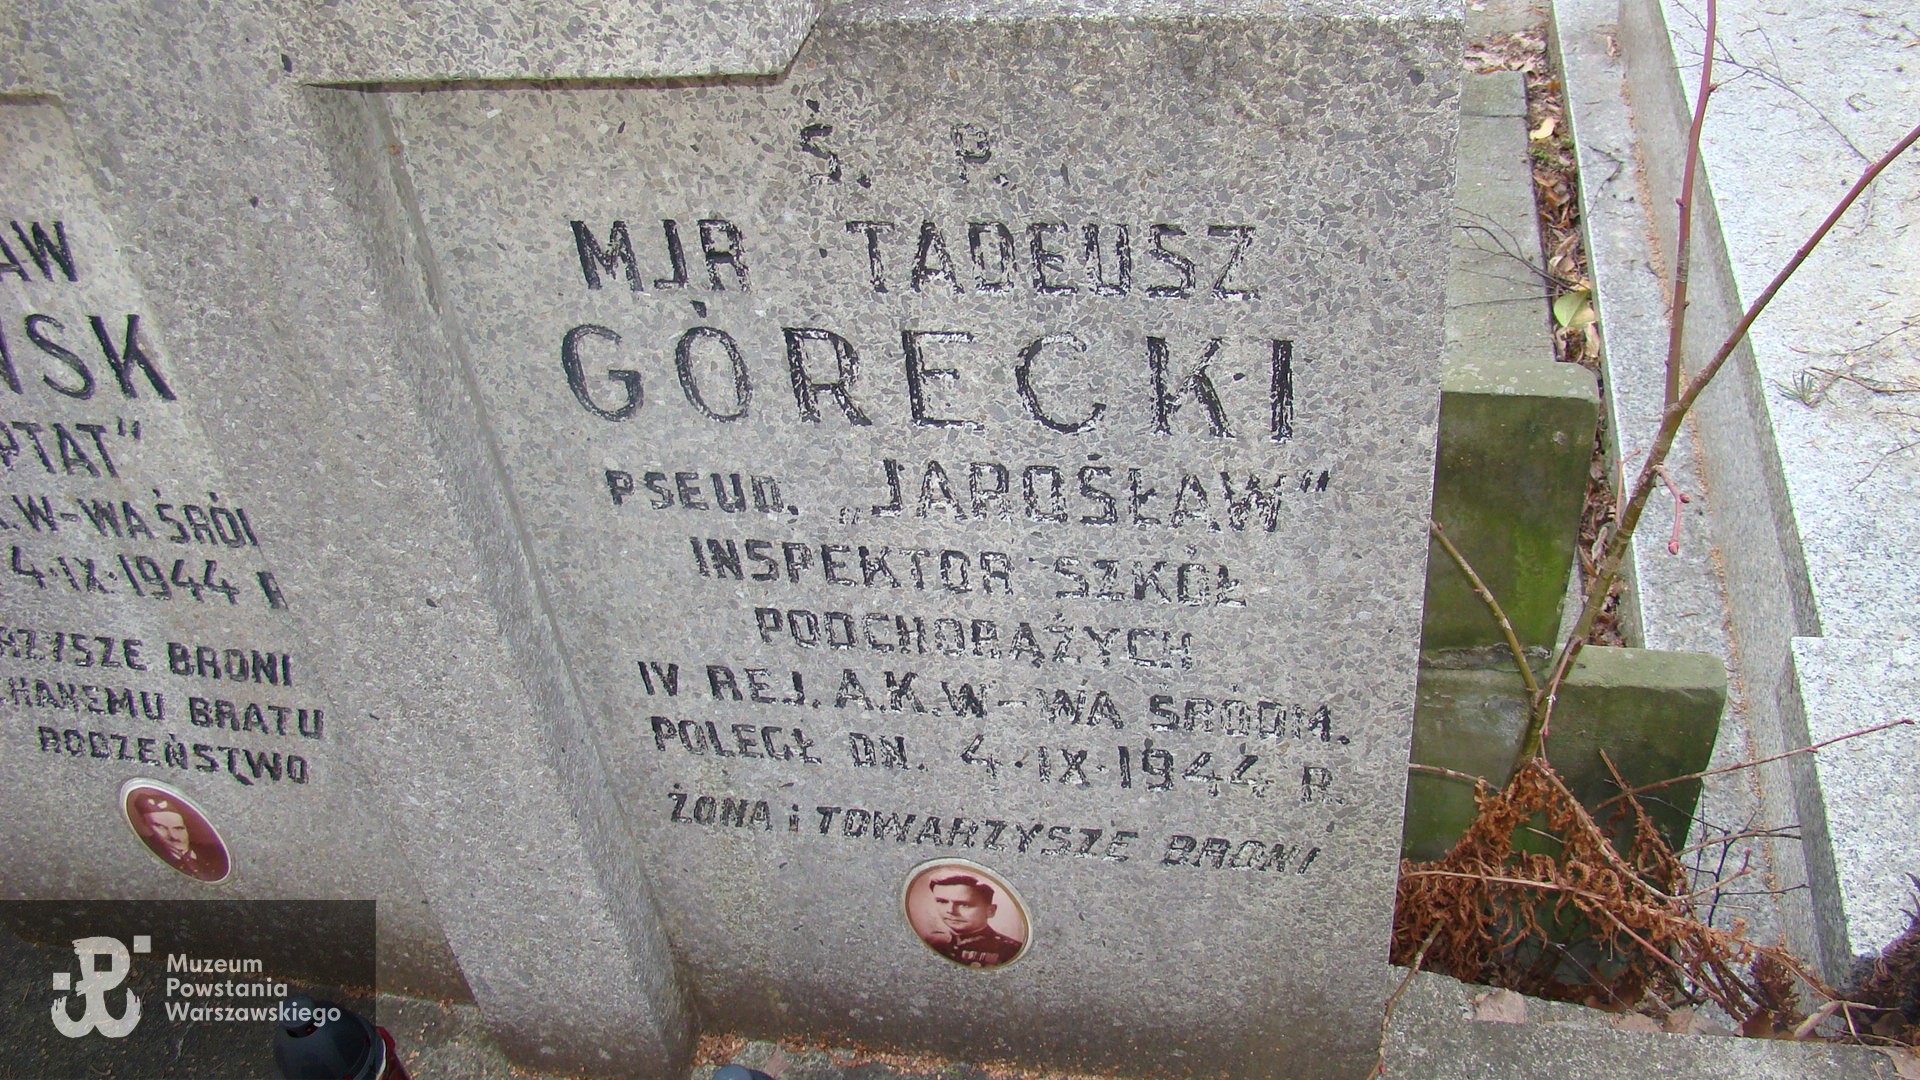 AW
NSK
PTAT"
K.W-WA ŚRÓ
4·IX·1944 R
RZYSZE BRONI
HANEMU BRATU
RODZEŃSTWO
Ś. P.
MJR TADEUSZ
GÓRECKI
PSEUD. „JAROSŁAW"
INSPEKTOR SZKÓŁ
PODCHORĄŻYCH
IV REJ. A.K.W-WA ŚRÓDM.
POLEGŁ DN. 4·IX·1944 R.
ŻONA i TOWARZYSZE BRONI
Muzeum
Powstania
Warszawskiego